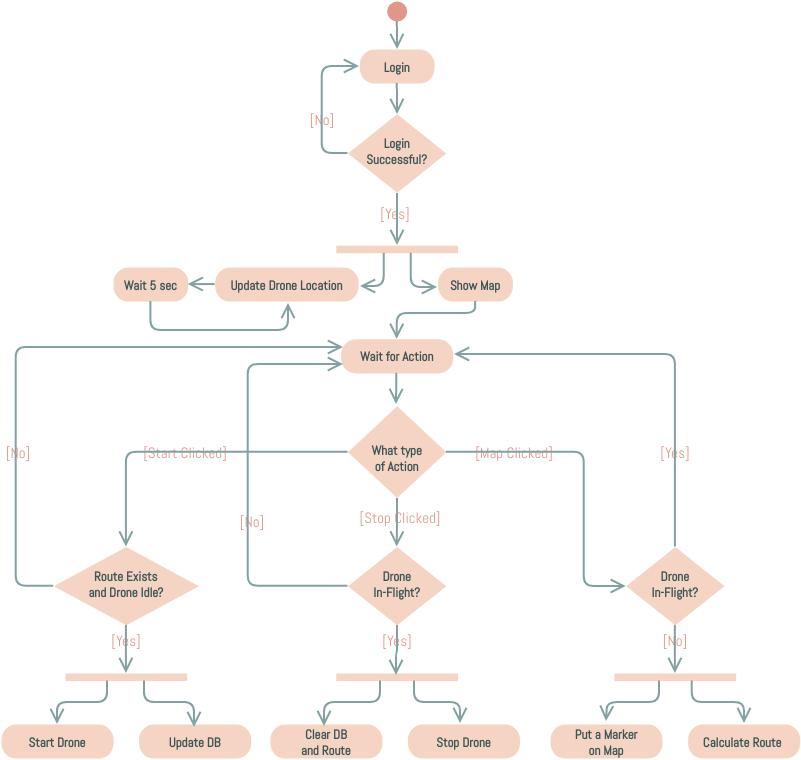 Login
[No]
Login
Successful?
[Yes]
Wait 5 sec
Update Drone Location
Show Map
Wait for Action
[No]
[Start Clicked]
What type
of Action
[Map Clicked]
[Yes]
[No]
[Stop Clicked]
Route Exists
and Drone Idle?
Drone
In-Flight?
Drone
In-Flight?
[Yes]
[Yes]
[No]
Start Drone
Update DB
Clear DB
and Route
Stop Drone
Put a Marker
on Map
Calculate Route